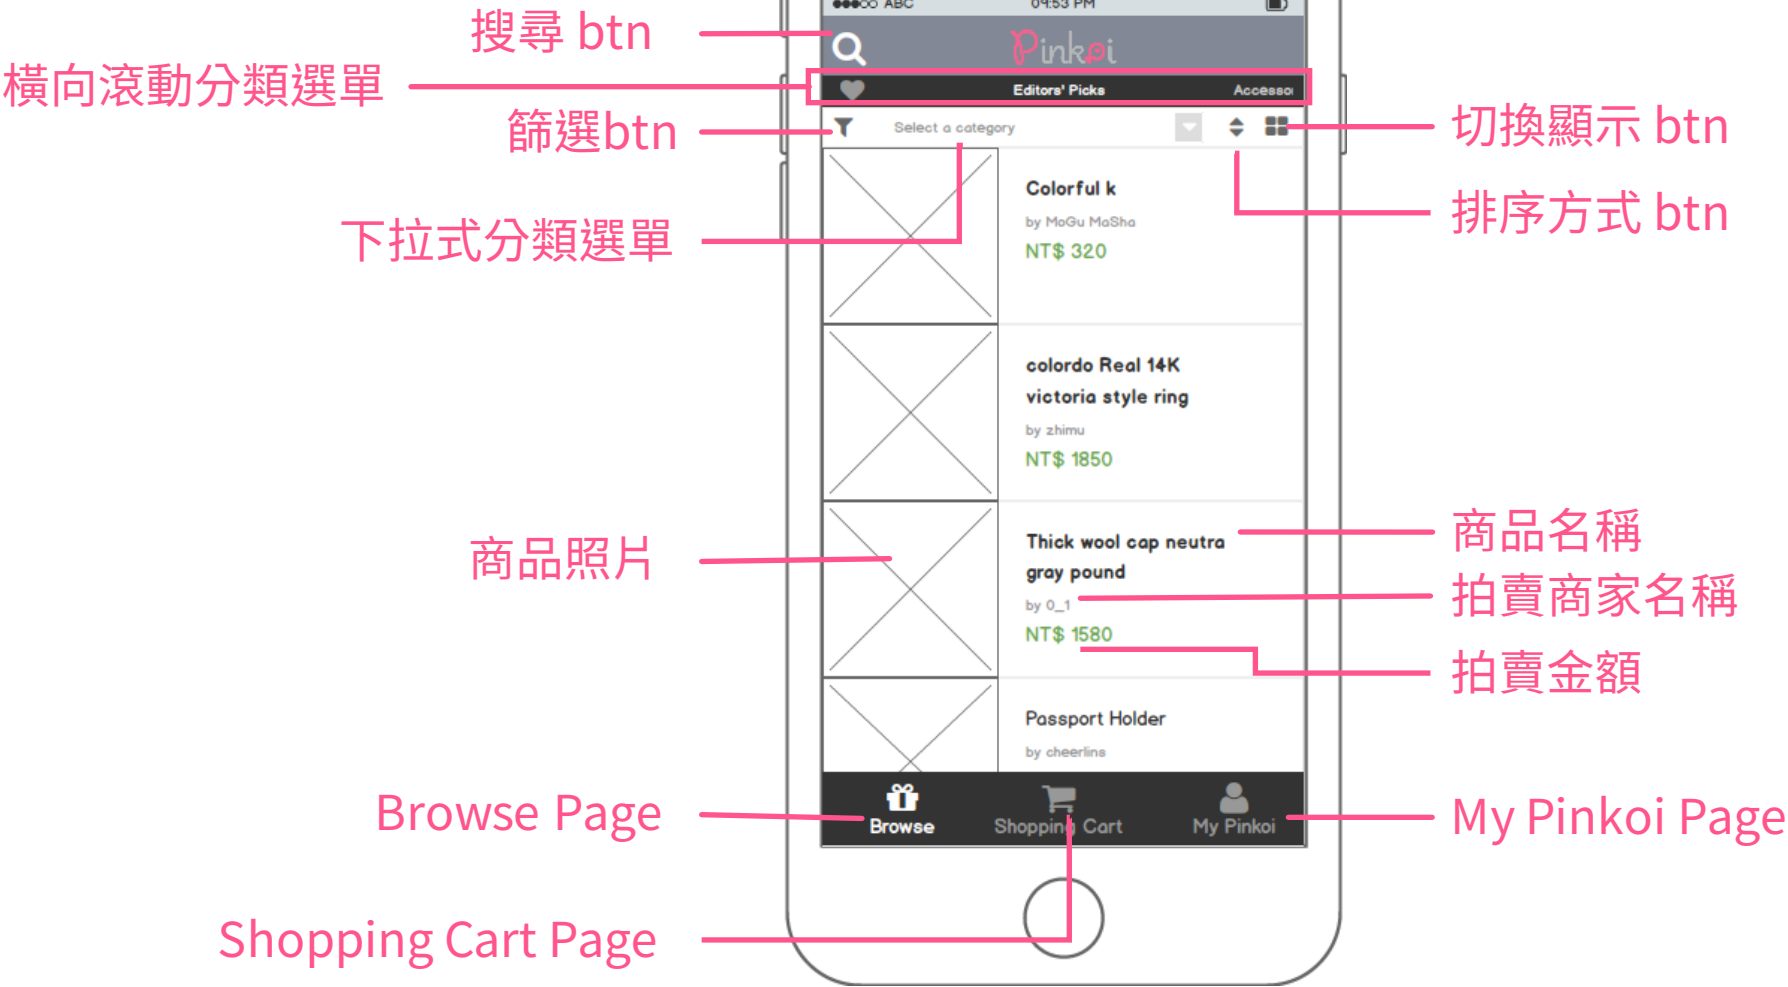 ABC 09:53 PM
搜尋 btn
Pinkoi
橫向滾動分類選單
Editors' Picks
Accessor
篩選btn
Select a category
切換顯示 btn
下拉式分類選單
排序方式 btn
Colorful k
by MoGu MaSha
NT$ 320
colordo Real 14K
victoria style ring
by zhimu
NT$ 1850
商品照片
Thick wool cap neutra
gray pound
by 0_1
NT$ 1580
商品名稱
拍賣商家名稱
拍賣金額
Passport Holder
by cheerlins
Browse Page
Browse
Shopping Cart
My Pinkoi
My Pinkoi Page
Shopping Cart Page